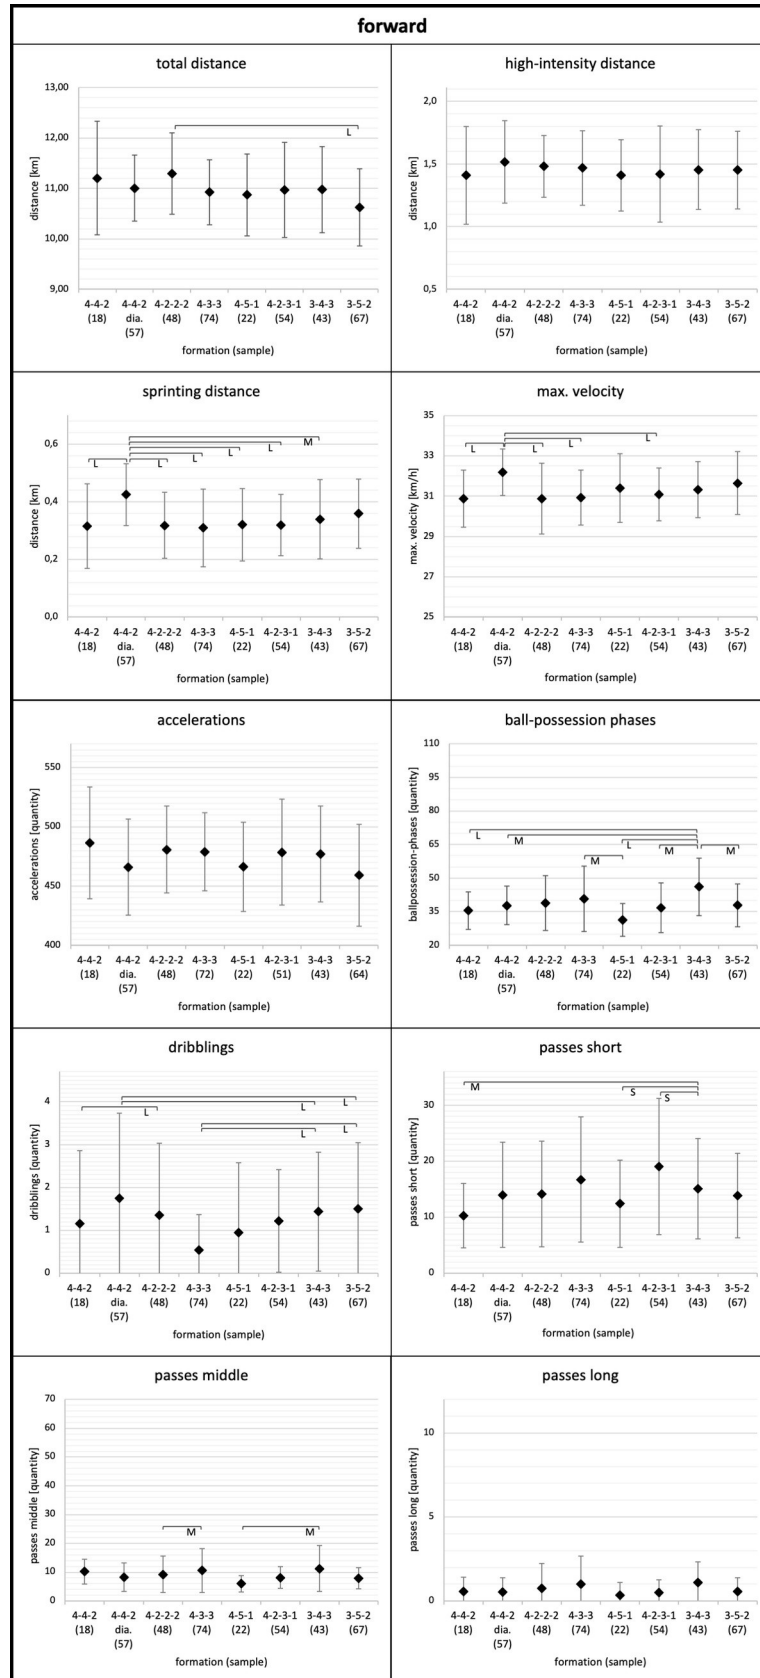 forward
total distance
distance [km]
13,00
12,00
11,00
10,00
9,00
L
4-4-2 4-4-2 4-2-2-2 4-3-3 4-5-1 4-2-3-1 3-4-3 3-5-2
(18) dia. (48) (74) (22) (54) (43) (67)
(57)
formation (sample)
high-intensity distance
distance [km]
2,0
1,5
1,0
0,5
4-4-2 4-4-2 4-2-2-2 4-3-3 4-5-1 4-2-3-1 3-4-3 3-5-2
(18) dia. (48) (74) (22) (54) (43) (67)
(57)
formation (sample)
sprinting distance
distance [km]
0,6
0,4
0,2
0,0
M
L L L L L
4-4-2 4-4-2 4-2-2-2 4-3-3 4-5-1 4-2-3-1 3-4-3 3-5-2
(18) dia. (48) (74) (22) (54) (43) (67)
(57)
formation (sample)
max. velocity
max. velocity [km/h]
35
33
31
29
27
25
L L L L
4-4-2 4-4-2 4-2-2-2 4-3-3 4-5-1 4-2-3-1 3-4-3 3-5-2
(18) dia. (48) (74) (22) (54) (43) (67)
(57)
formation (sample)
accelerations
accelerations [quantity]
550
500
450
400
4-4-2 4-4-2 4-2-2-2 4-3-3 4-5-1 4-2-3-1 3-4-3 3-5-2
(18) dia. (48) (72) (22) (51) (43) (64)
(57)
formation (sample)
ball-possession phases
ballpossession-phases [quantity]
110
95
80
65
50
35
20
L M L M M
M
4-4-2 4-4-2 4-2-2-2 4-3-3 4-5-1 4-2-3-1 3-4-3 3-5-2
(18) dia. (48) (74) (22) (54) (43) (67)
(57)
formation (sample)
dribblings
dribblings [quantity]
4
3
2
1
0
L L L
L L
4-4-2 4-4-2 4-2-2-2 4-3-3 4-5-1 4-2-3-1 3-4-3 3-5-2
(18) dia. (48) (74) (22) (54) (43) (67)
(57)
formation (sample)
passes short
passes short [quantity]
30
20
10
0
M S S
4-4-2 4-4-2 4-2-2-2 4-3-3 4-5-1 4-2-3-1 3-4-3 3-5-2
(18) dia. (48) (74) (22) (54) (43) (67)
(57)
formation (sample)
passes middle
passes middle [quantity]
70
60
50
40
30
20
10
0
M M
4-4-2 4-4-2 4-2-2-2 4-3-3 4-5-1 4-2-3-1 3-4-3 3-5-2
(18) dia. (48) (74) (22) (54) (43) (67)
(57)
formation (sample)
passes long
passes long [quantity]
10
5
0
4-4-2 4-4-2 4-2-2-2 4-3-3 4-5-1 4-2-3-1 3-4-3 3-5-2
(18) dia. (48) (74) (22) (54) (43) (67)
(57)
formation (sample)